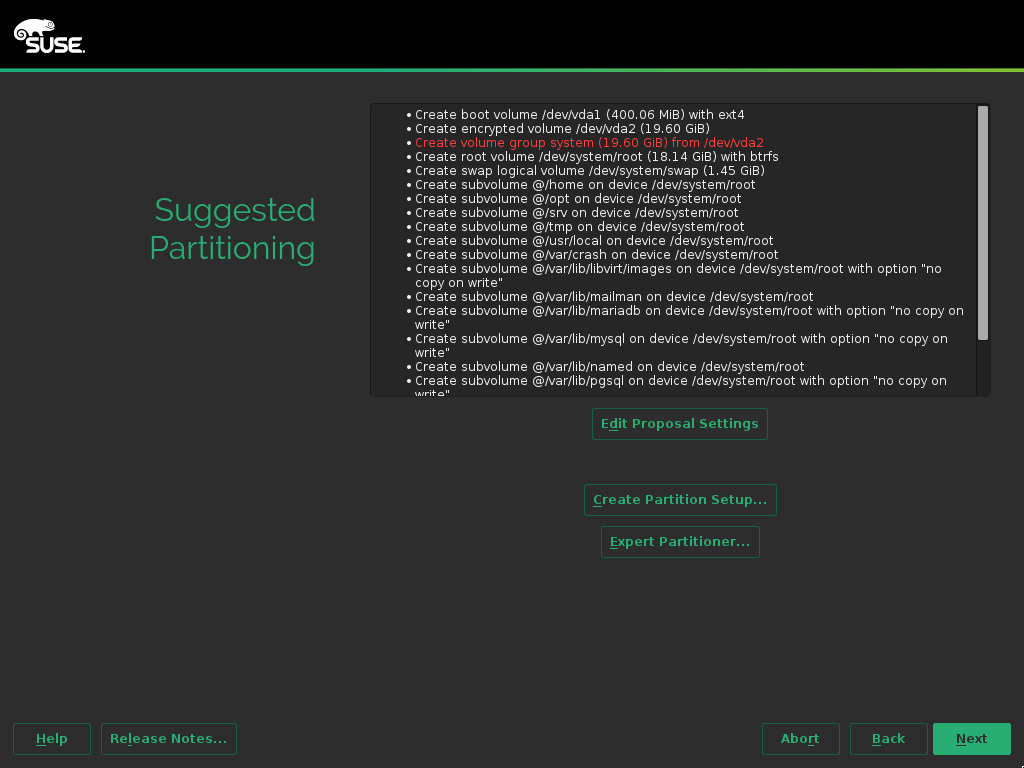 SUSE.
Suggested
Partitioning
• Create boot volume /dev/vda1 (400.06 MiB) with ext4
• Create encrypted volume /dev/vda2 (19.60 GiB)
• Create volume group system (19.60 GiB) from /dev/vda2
• Create root volume /dev/system/root (18.14 GiB) with btrfs
• Create swap logical volume /dev/system/swap (1.45 GiB)
• Create subvolume @/home on device /dev/system/root
• Create subvolume @/opt on device /dev/system/root
• Create subvolume @/srv on device /dev/system/root
• Create subvolume @/tmp on device /dev/system/root
• Create subvolume @/usr/local on device /dev/system/root
• Create subvolume @/var/crash on device /dev/system/root
• Create subvolume @/var/lib/libvirt/images on device /dev/system/root with option "no
copy on write"
• Create subvolume @/var/lib/mailman on device /dev/system/root
• Create subvolume @/var/lib/mariadb on device /dev/system/root with option "no copy on
write"
• Create subvolume @/var/lib/mysql on device /dev/system/root with option "no copy on
write"
• Create subvolume @/var/lib/named on device /dev/system/root
• Create subvolume @/var/lib/pgsql on device /dev/system/root with option "no copy on
write"
Edit Proposal Settings
Create Partition Setup...
Expert Partitioner...
Help
Release Notes...
Abort
Back
Next